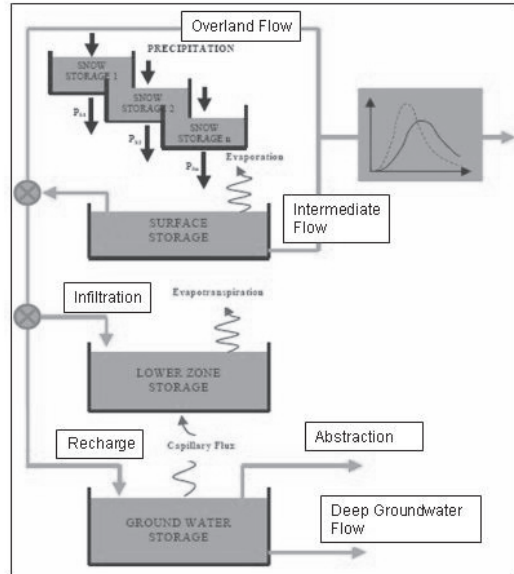 Overland Flow
PRECIPITATION
SNOW
STORAGE 1
SNOW
STORAGE 2
SNOW
STORAGE n
Evaporation
SURFACE
STORAGE
Intermediate
Flow
Infiltration
Evapotranspiration
LOWER ZONE
STORAGE
Recharge
Capillary Flux
Abstraction
GROUND WATER
STORAGE
Deep Groundwater
Flow